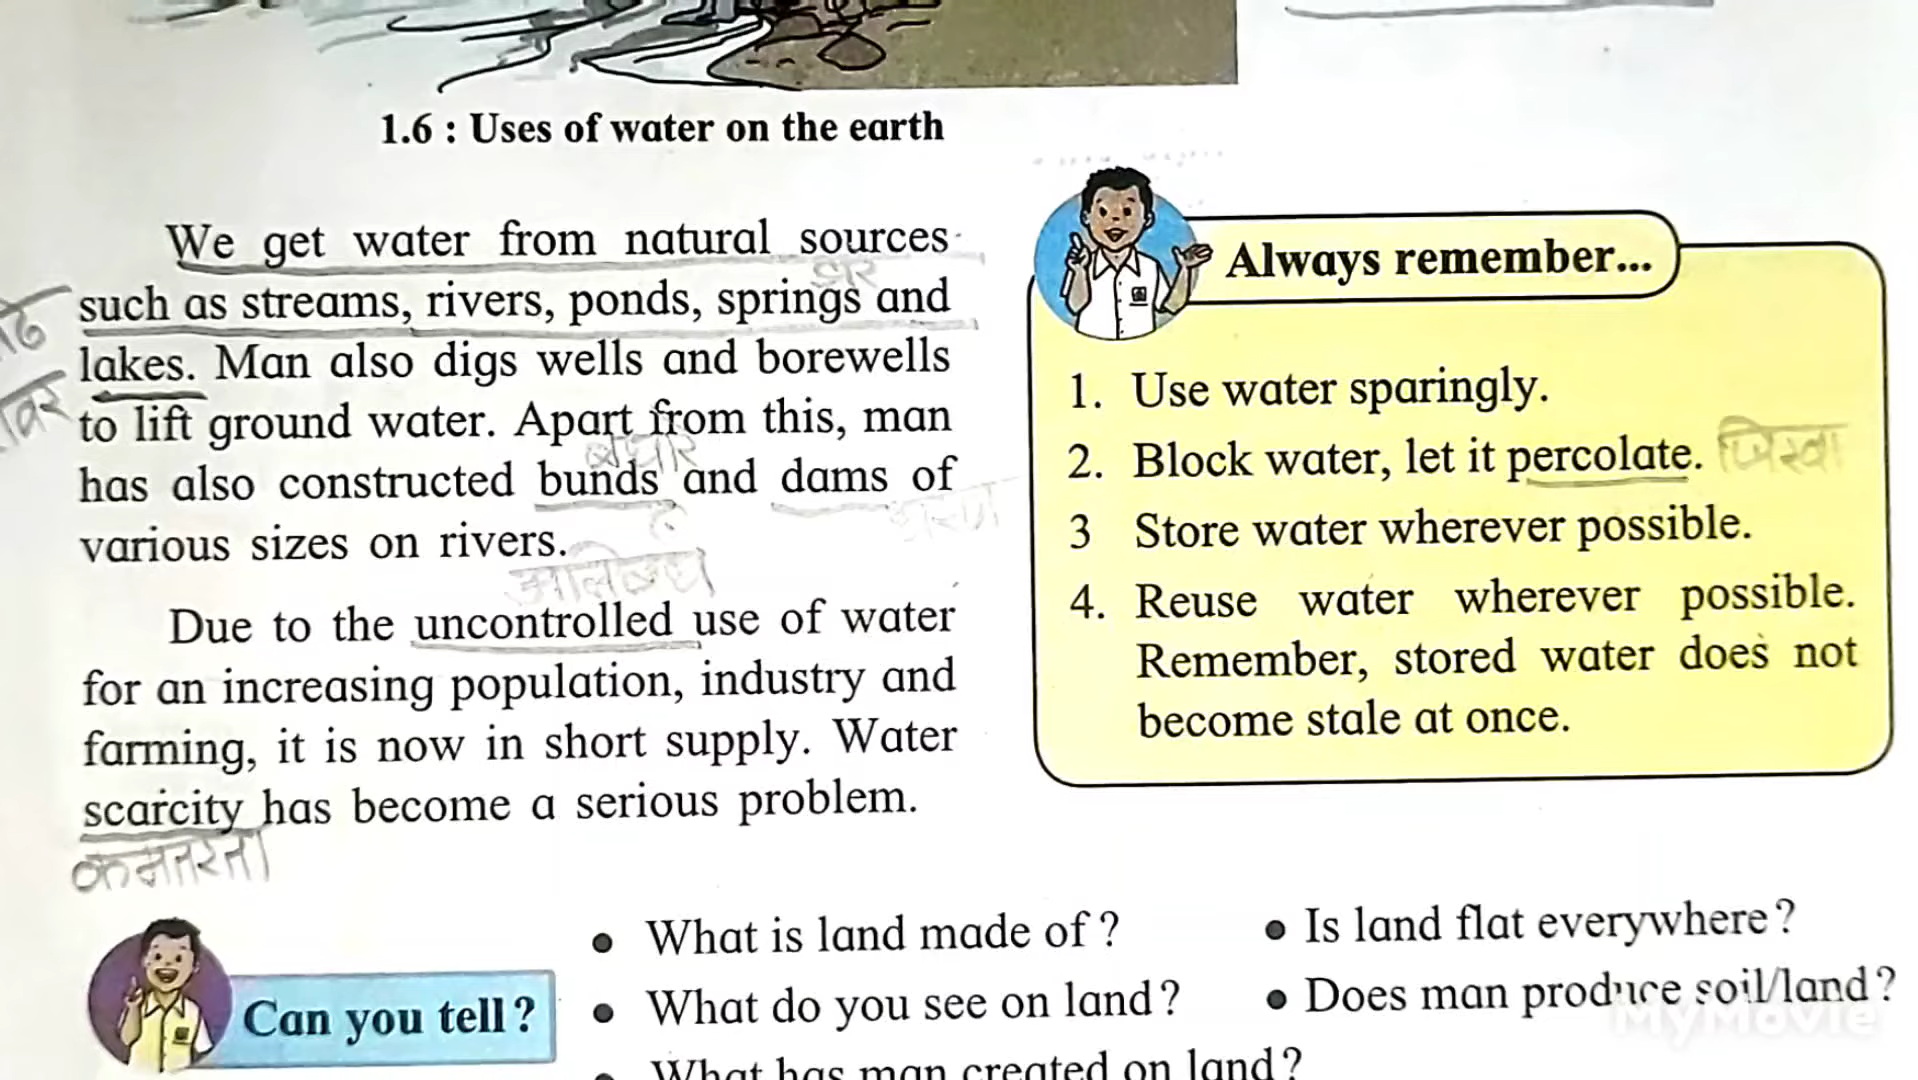 1.6 : Uses of water on the earth
We get water from natural sources
such as streams, rivers, ponds, springs and
lakes. Man also digs wells and borewells
to lift ground water. Apart from this, man
has also constructed bunds and dams of
various sizes on rivers.
Due to the uncontrolled use of water
for an increasing population, industry and
farming, it is now in short supply. Water
scarcity has become a serious problem.
कमतरता
Always remember...
1. Use water sparingly.
2. Block water, let it percolate.
3 Store water wherever possible.
4. Reuse water wherever possible.
Remember, stored water does not
become stale at once.
Can you tell?
• What is land made of ?
• What do you see on land?
• What has man created on land?
• Is land flat everywhere?
• Does man produce soil/land?
MyMovie